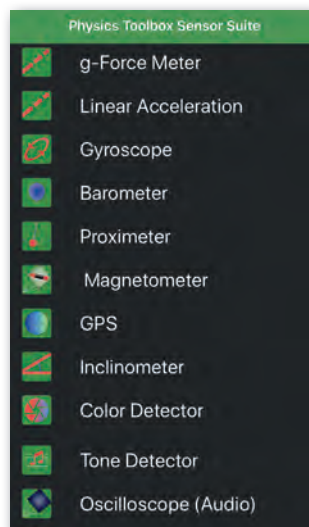 Physics Toolbox Sensor Suite
g-Force Meter
Linear Acceleration
Gyroscope
Barometer
Proximeter
Magnetometer
GPS
Inclinometer
Color Detector
Tone Detector
Oscilloscope (Audio)